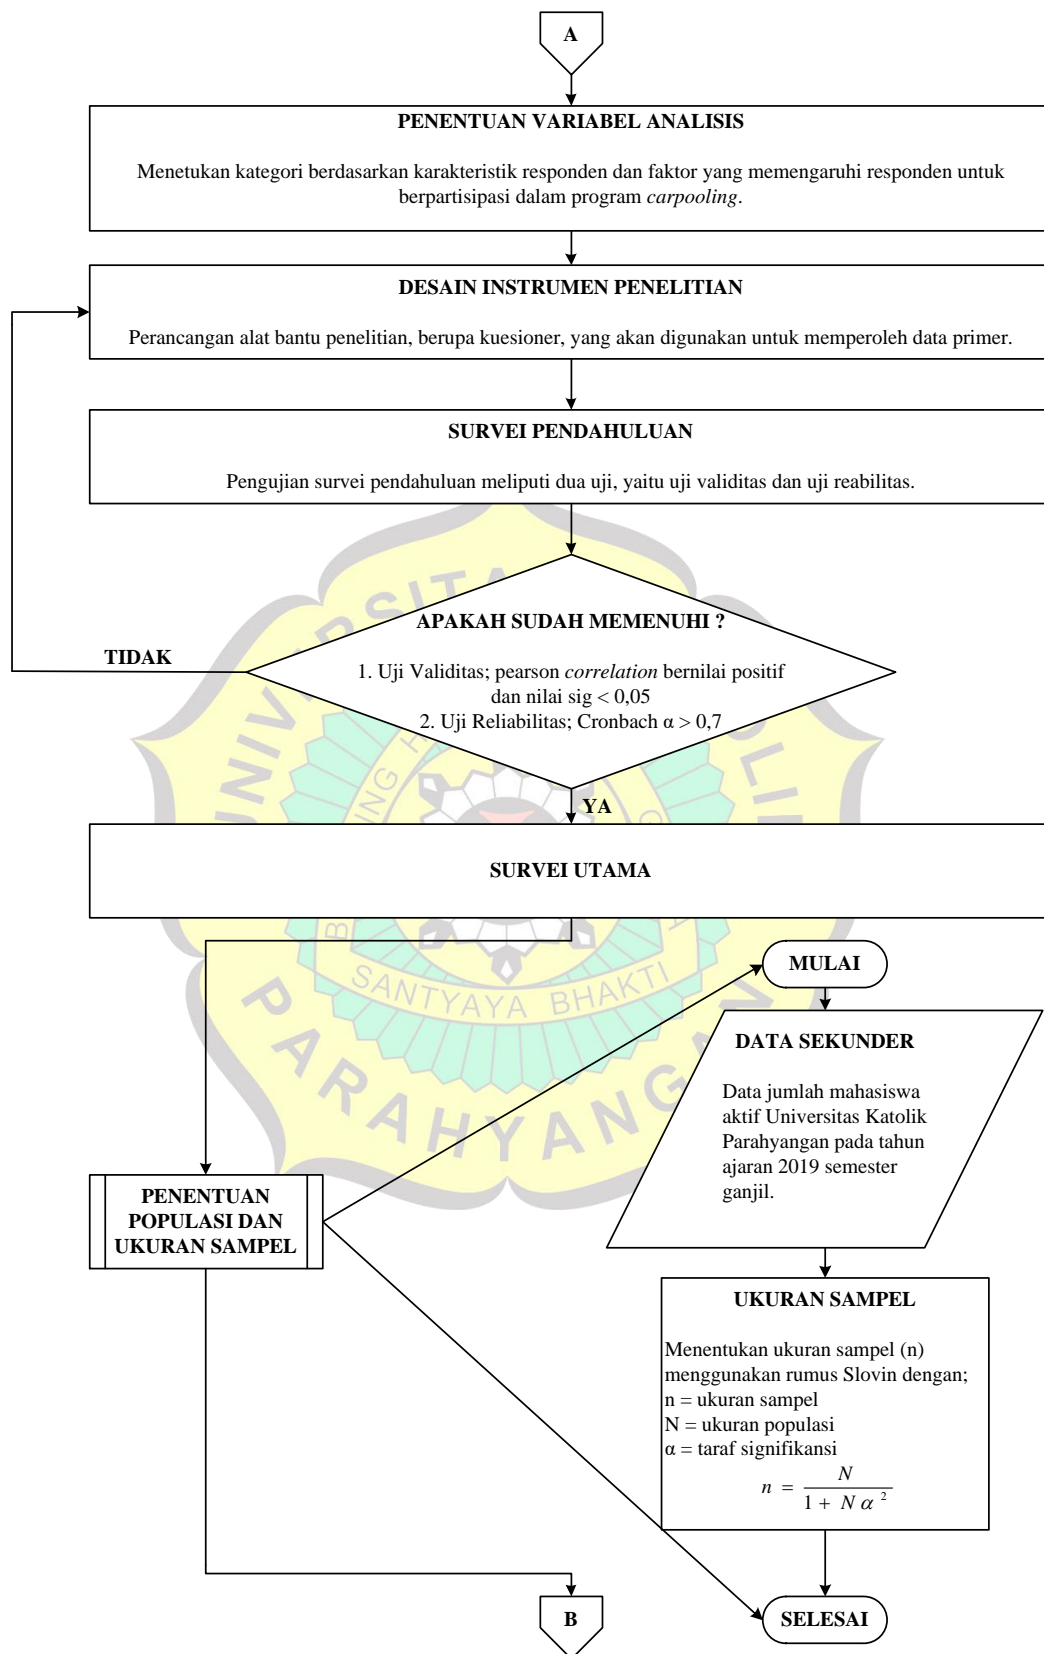 A
PENENTUAN VARIABEL ANALISIS
Menetukan kategori berdasarkan karakteristik responden dan faktor yang memengaruhi responden untuk
berpartisipasi dalam program carpooling.
DESAIN INSTRUMEN PENELITIAN
Perancangan alat bantu penelitian, berupa kuesioner, yang akan digunakan untuk memperoleh data primer.
SURVEI PENDAHULUAN
Pengujian survei pendahuluan meliputi dua uji, yaitu uji validitas dan uji reabilitas.
APAKAH SUDAH MEMENUHI ?
TIDAK
1. Uji Validitas; pearson correlation bernilai positif
dan nilai sig < 0,05
2. Uji Reliabilitas; Cronbach α > 0,7
YA
SURVEI UTAMA
MULAI
SANTYAYA BHAKTI
PARAHYANGAN
DATA SEKUNDER
Data jumlah mahasiswa
aktif Universitas Katolik
Parahyangan pada tahun
ajaran 2019 semester
ganjil.
PENENTUAN
POPULASI DAN
UKURAN SAMPEL
UKURAN SAMPEL
Menentukan ukuran sampel (n)
menggunakan rumus Slovin dengan;
n = ukuran sampel
N = ukuran populasi
α = taraf signifikansi
n = N / (1 + N α ²)
B
SELESAI